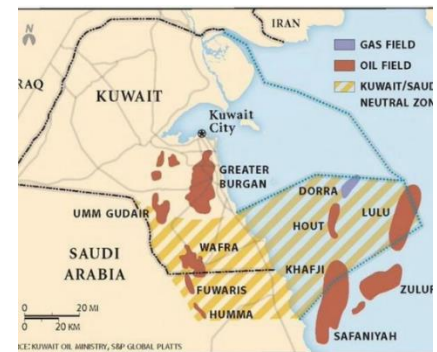 IRAN
GAS FIELD
OIL FIELD
KUWAIT/SAUD
NEUTRAL ZON
RAQ
KUWAIT
Kuwait
City
GREATER
BURGAN
DORRA
UMM GUDAIR
HOUT
LULU
WAFRA
SAUDI
ARABIA
KHAFJI
FUWARIS
ZULUF
HUMMA
SAFANIYAH
0 20 MI
0 20 KM
CE: KUWAIT OIL MINISTRY, S&P GLOBAL PLATTS